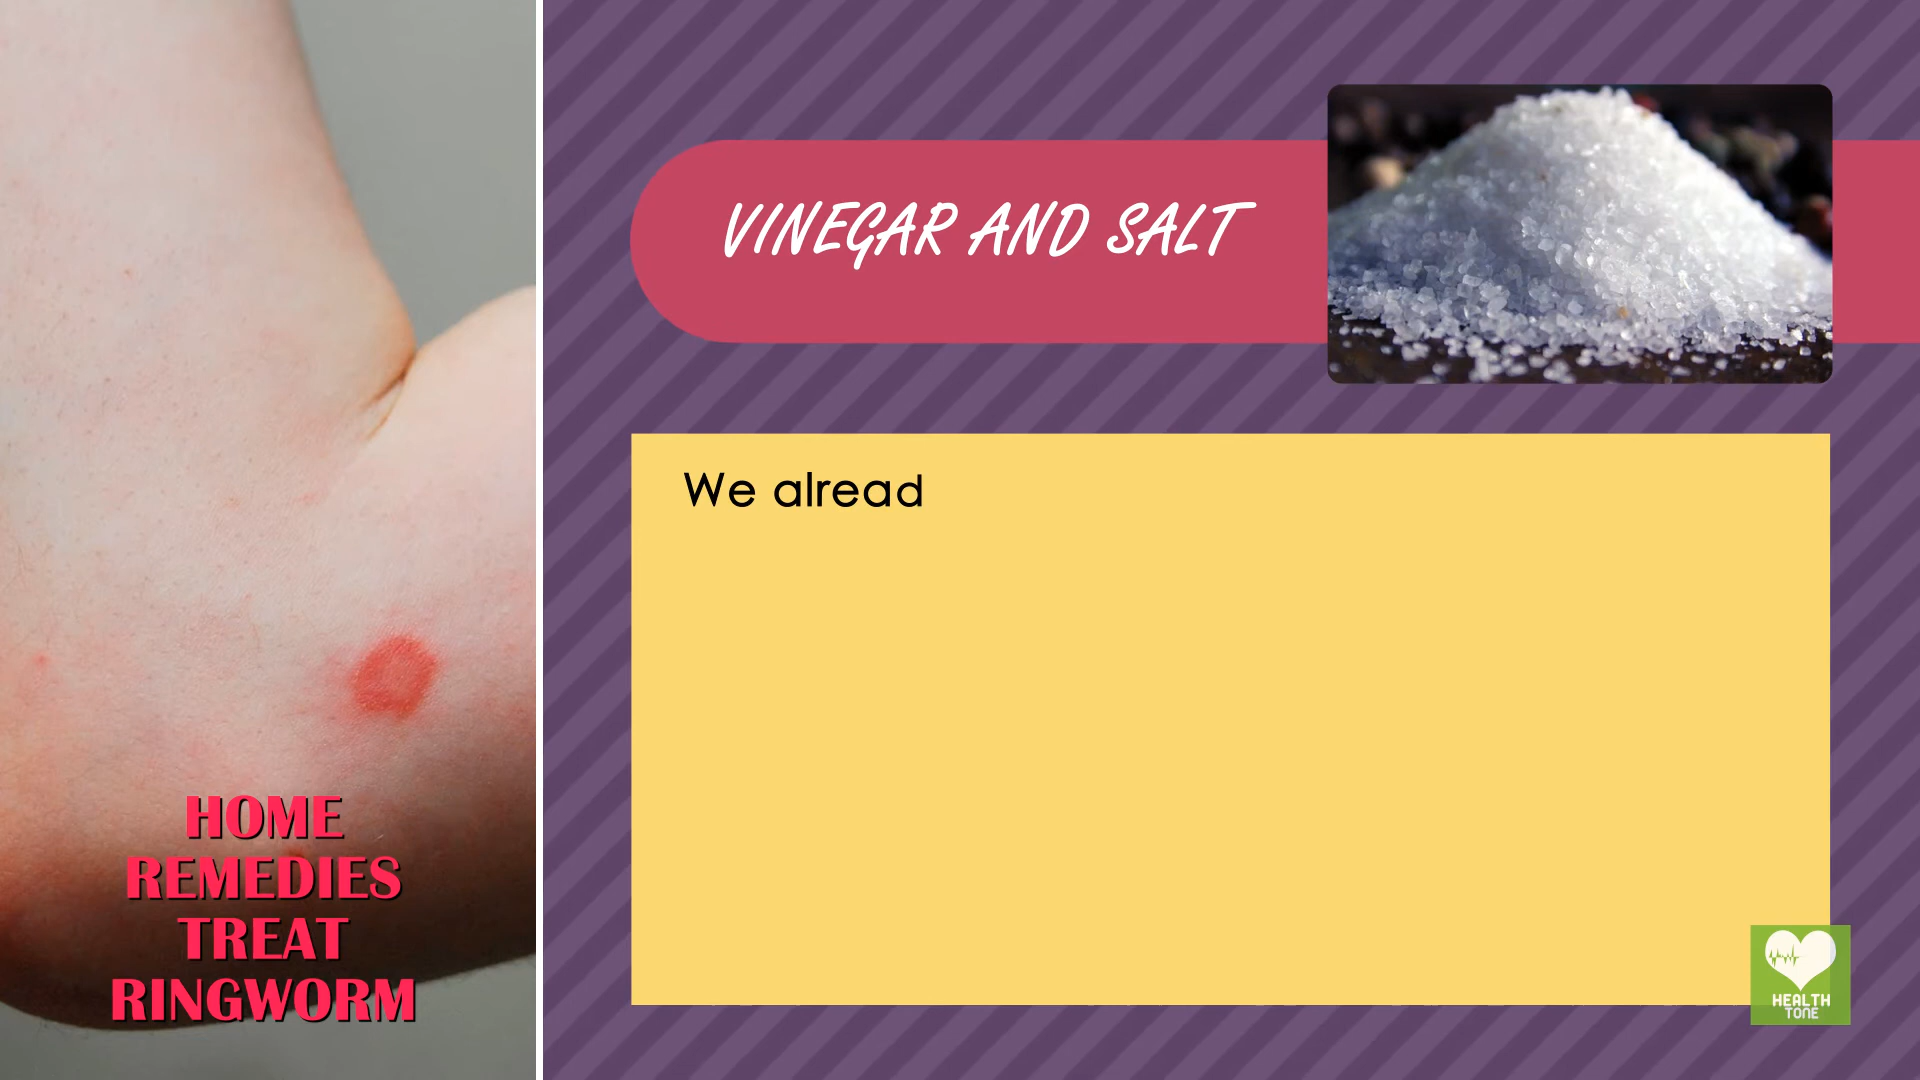 VINEGAR AND SALT
We alread
HOME
REMEDIES
TREAT
RINGWORM
HEALTH
TONE